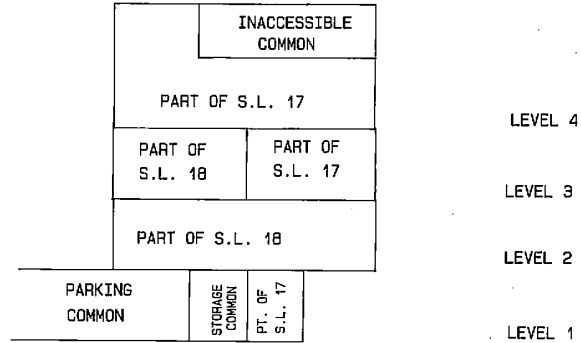 INACCESSIBLE
COMMON
PART OF S.L. 17
LEVEL 4
PART OF
S.L. 18
PART OF
S.L. 17
LEVEL 3
PART OF S.L. 18
LEVEL 2
PARKING
COMMON
STORAGE
COMMON
PT. OF
S.L. 17
LEVEL 1